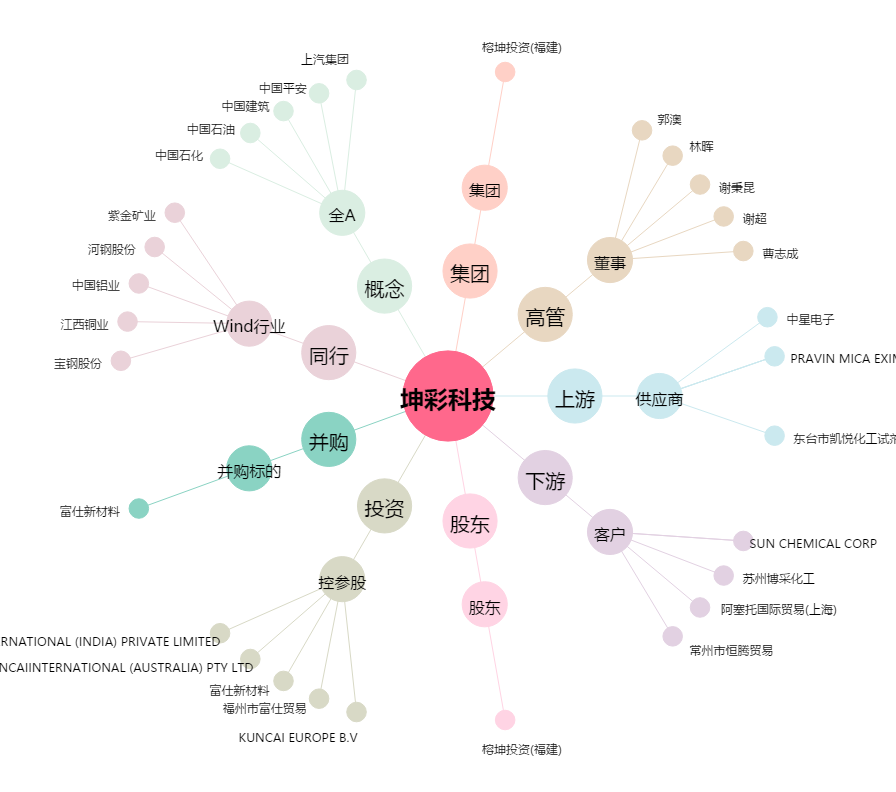 榕坤投资(福建)
上汽集团
中国平安
中国建筑
中国石油
中国石化
全A
概念
集团
集团
郭澳
林晖
谢秉昆
谢超
曹志成
董事
高管
紫金矿业
河钢股份
中国铝业
江西铜业
宝钢股份
Wind行业
同行
坤彩科技
中星电子
PRAVIN MICA EXIM
东台市凯悦化工试剂
供应商
上游
并购
并购标的
富仕新材料
下游
客户
SUN CHEMICAL CORP
苏州博采化工
阿塞托国际贸易(上海)
常州市恒腾贸易
投资
控参股
RNATIONAL (INDIA) PRIVATE LIMITED
NCAIINTERNATIONAL (AUSTRALIA) PTY LTD
富仕新材料
福州市富仕贸易
KUNCAI EUROPE B.V
股东
股东
榕坤投资(福建)